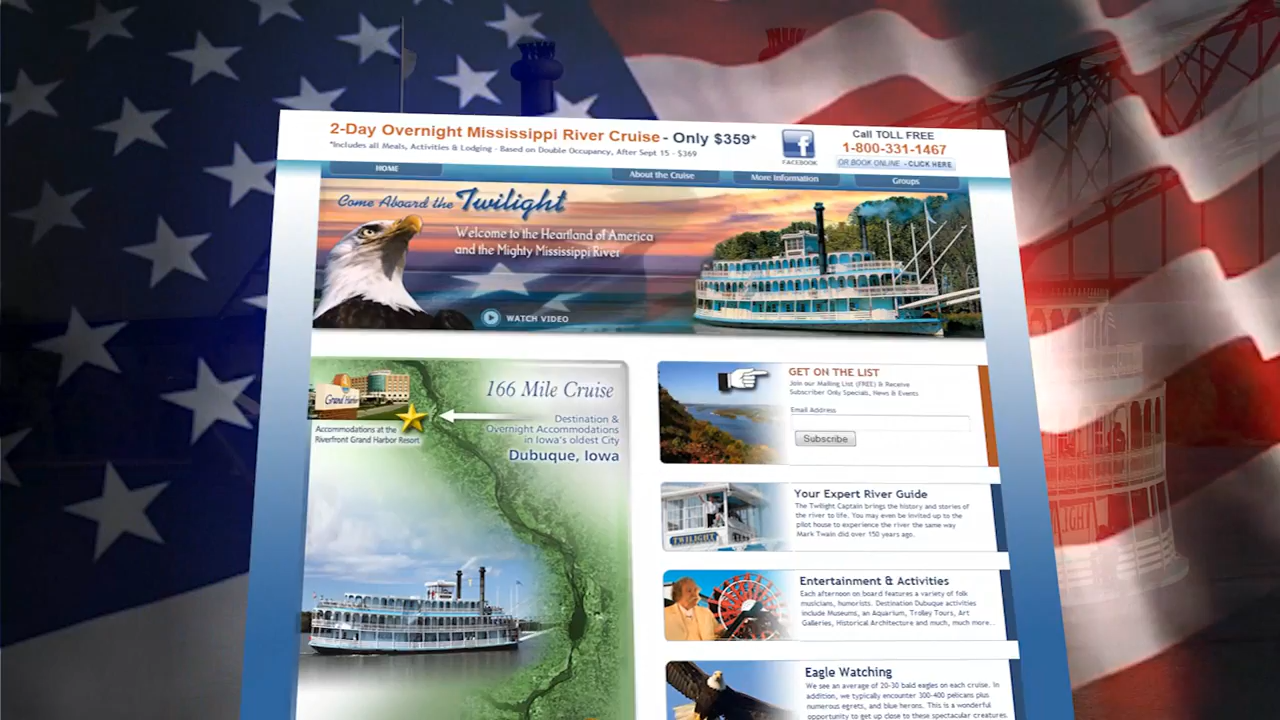 2-Day Overnight Mississippi River Cruise - Only $359*
*Includes all Meals, Activities & Lodging - Based on Double Occupancy, After Sept 15 - $369
FACEBOOK
Call TOLL FREE
1-800-331-1467
OR BOOK ONLINE - CLICK HERE
HOME
About the Cruise
More Information
Groups
Come Aboard the Twilight
Welcome to the Heartland of America
and the Mighty Mississippi River
WATCH VIDEO
166 Mile Cruise
Destination &
Overnight Accommodations
in Iowa's oldest City
Dubuque, Iowa
Grand Harbor
Accommodations at the
Riverfront Grand Harbor Resort
GET ON THE LIST
Join our Mailing List (FREE) & Receive
Subscriber Only Specials, News & Events
Email Address
Subscribe
Your Expert River Guide
The Twilight Captain brings the history and stories of
the river to life. You may even be invited up to the
pilot house to experience the river the same way
Mark Twain did over 150 years ago.
TWILIGHT
Entertainment & Activities
Each afternoon on board features a variety of folk
musicians, humorists. Destination Dubuque activities
include Museums, an Aquarium, Trolley Tours, Art
Galleries, Historical Architecture and much, much more...
Eagle Watching
We see an average of 20-30 bald eagles on each cruise. In
addition, we typically encounter 300-400 pelicans plus
numerous egrets, and blue herons. This is a wonderful
opportunity to get up close to these spectacular creatures.
TWILIGHT